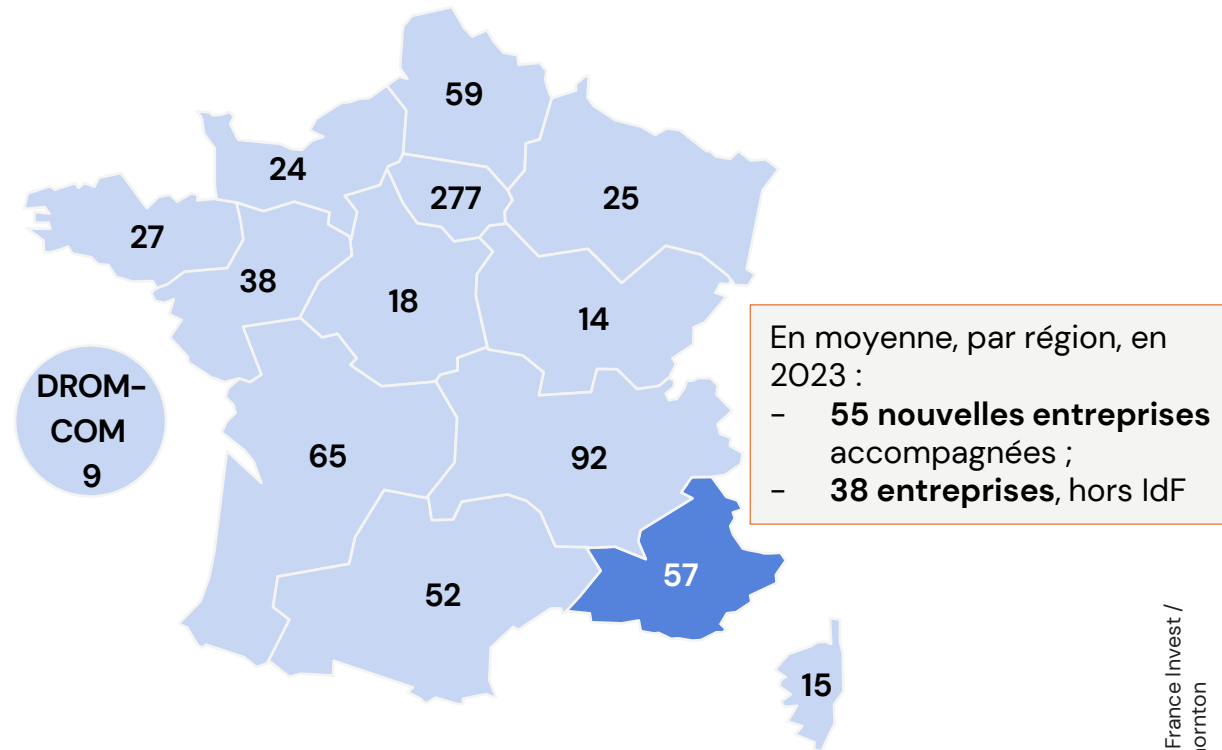 59
24
277
25
27
38
18
14
DROM-
COM
9
65
92
52
57
15
En moyenne, par région, en
2023 :
- 55 nouvelles entreprises
accompagnées ;
- 38 entreprises, hors IdF
France Invest /